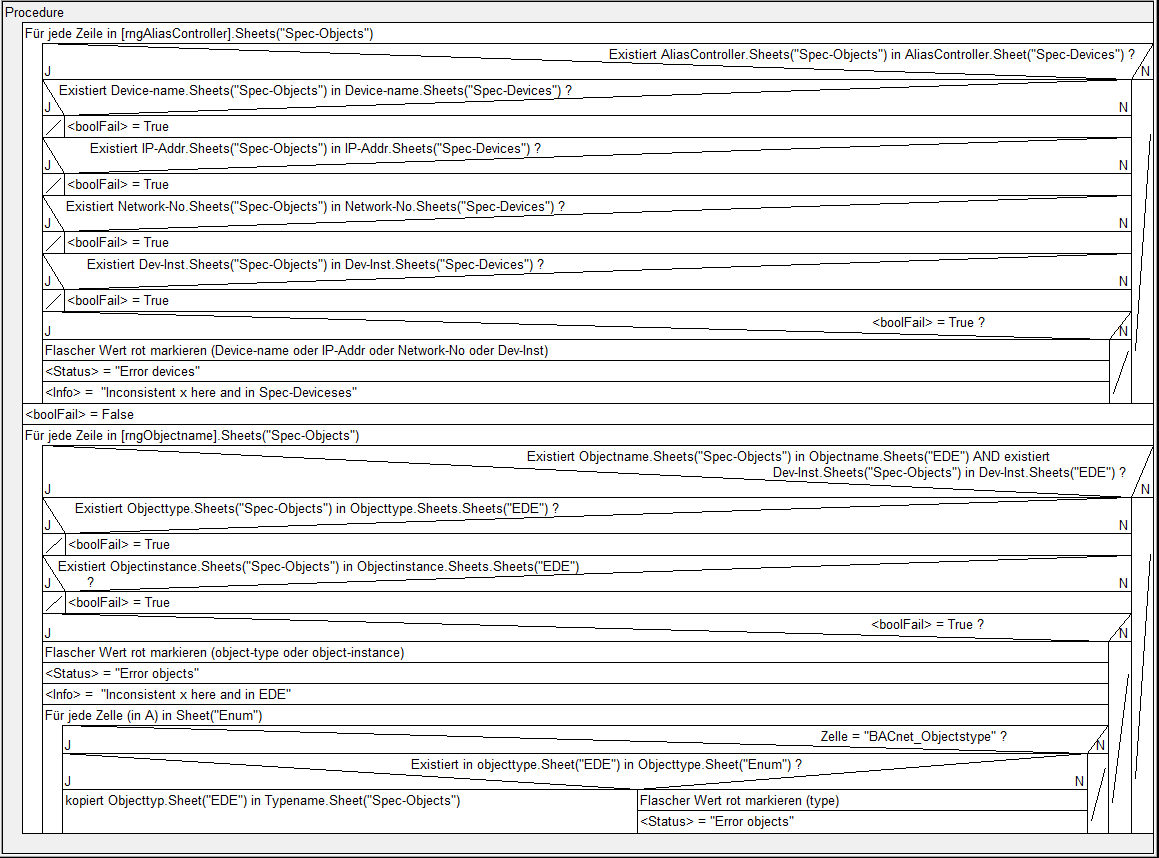 Procedure
Für jede Zeile in [rngAliasController].Sheets("Spec-Objects")
Existiert AliasController.Sheets("Spec-Objects") in AliasController.Sheet("Spec-Devices") ?
J
N
Existiert Device-name.Sheets("Spec-Objects") in Device-name.Sheets("Spec-Devices") ?
J
N
<boolFail> = True
Existiert IP-Addr.Sheets("Spec-Objects") in IP-Addr.Sheets("Spec-Devices") ?
J
N
<boolFail> = True
Existiert Network-No.Sheets("Spec-Objects") in Network-No.Sheets("Spec-Devices") ?
J
N
<boolFail> = True
Existiert Dev-Inst.Sheets("Spec-Objects") in Dev-Inst.Sheets("Spec-Devices") ?
J
N
<boolFail> = True
<boolFail> = True ?
J
N
Flascher Wert rot markieren (Device-name oder IP-Addr oder Network-No oder Dev-Inst)
<Status> = "Error devices"
<Info> =  "Inconsistent x here and in Spec-Deviceses"
<boolFail> = False
Für jede Zeile in [rngObjectname].Sheets("Spec-Objects")
Existiert Objectname.Sheets("Spec-Objects") in Objectname.Sheets("EDE") AND existiert
Dev-Inst.Sheets("Spec-Objects") in Dev-Inst.Sheets("EDE") ?
J
N
Existiert Objecttype.Sheets("Spec-Objects") in Objecttype.Sheets.Sheets("EDE") ?
J
N
<boolFail> = True
Existiert Objectinstance.Sheets("Spec-Objects") in Objectinstance.Sheets.Sheets("EDE")
?
J
N
<boolFail> = True
<boolFail> = True ?
J
N
Flascher Wert rot markieren (object-type oder object-instance)
<Status> = "Error objects"
<Info> =  "Inconsistent x here and in EDE"
Für jede Zelle (in A) in Sheet("Enum")
Zelle = "BACnet_Objectstype" ?
J
N
Existiert in objecttype.Sheet("EDE") in Objecttype.Sheet("Enum") ?
J
N
kopiert Objecttyp.Sheet("EDE") in Typename.Sheet("Spec-Objects")
Flascher Wert rot markieren (type)
<Status> = "Error objects"